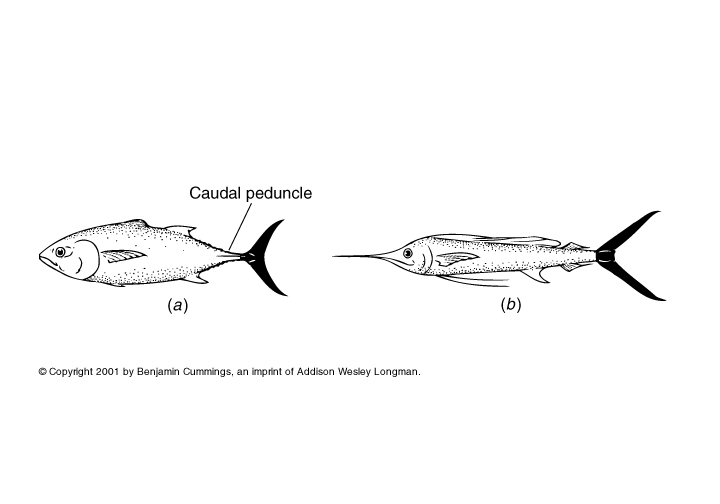 Caudal peduncle
(a)
(b)
© Copyright 2001 by Benjamin Cummings, an imprint of Addison Wesley Longman.